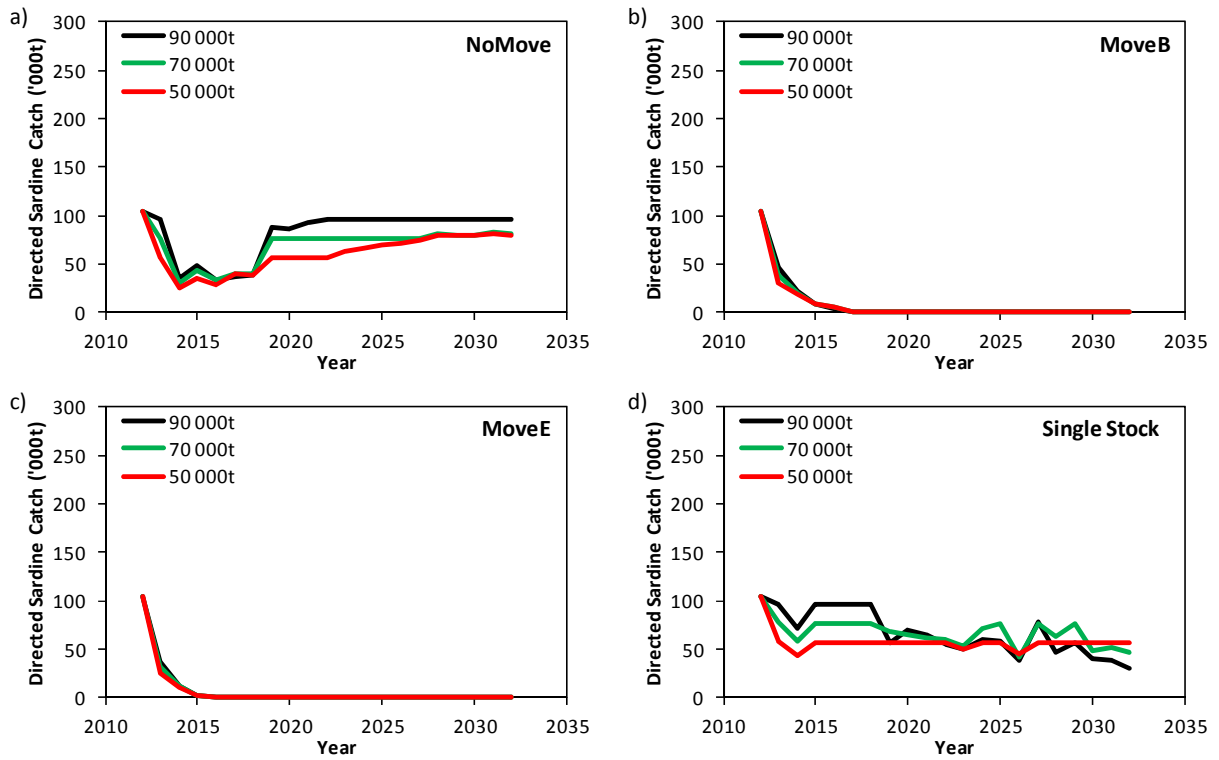 a)
300
250
200
150
100
50
0
Directed Sardine Catch ('000t)
90 000t
70 000t
50 000t
NoMove
2010 2015 2020 2025 2030 2035
Year
b)
300
250
200
150
100
50
0
Directed Sardine Catch ('000t)
90 000t
70 000t
50 000t
MoveB
2010 2015 2020 2025 2030 2035
Year
c)
300
250
200
150
100
50
0
Directed Sardine Catch ('000t)
90 000t
70 000t
50 000t
MoveE
2010 2015 2020 2025 2030 2035
Year
d)
300
250
200
150
100
50
0
Directed Sardine Catch ('000t)
90 000t
70 000t
50 000t
Single Stock
2010 2015 2020 2025 2030 2035
Year